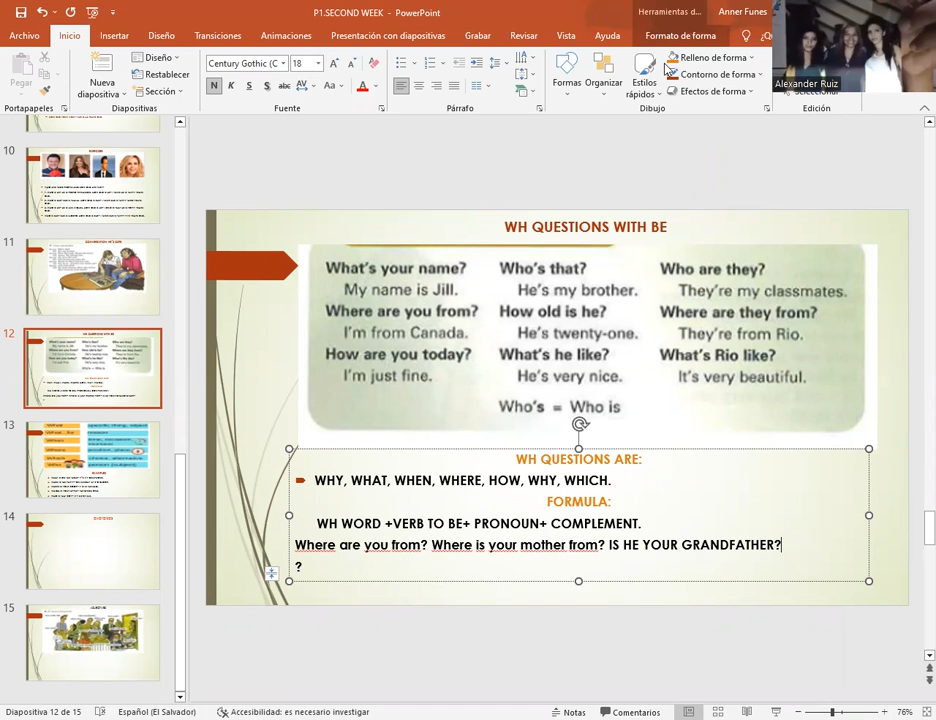 P1.SECOND WEEK - PowerPoint
Herramientas d...
Anner Funes
Archivo Inicio Insertar Diseño Transiciones Animaciones Presentación con diapositivas Grabar Revisar Vista Ayuda Formato de forma
Alexander Ruiz
Pegar
Nueva diapositiva
Diseño
Restablecer
Sección
Century Gothic (C 18
N K S S abc AV Aa A
Formas
Organizar
Estilos rápidos
Relleno de forma
Contorno de forma
Efectos de forma
Portapapeles Diapositivas Fuente Párrafo Dibujo Edición
10
11
12
13
14
15
WH QUESTIONS WITH BE
What's your name? Who's that? Who are they?
My name is Jill. He's my brother. They're my classmates.
Where are you from? How old is he? Where are they from?
I'm from Canada. He's twenty-one. They're from Rio.
How are you today? What's he like? What's Rio like?
I'm just fine. He's very nice. It's very beautiful.
Who's = Who is
WH QUESTIONS ARE:
WHY, WHAT, WHEN, WHERE, HOW, WHY, WHICH.
FORMULA:
WH WORD +VERB TO BE+ PRONOUN+ COMPLEMENT.
Where are you from? Where is your mother from? IS HE YOUR GRANDFATHER?
?
Diapositiva 12 de 15 Español (El Salvador) Accesibilidad: es necesario investigar Notas Comentarios 76%